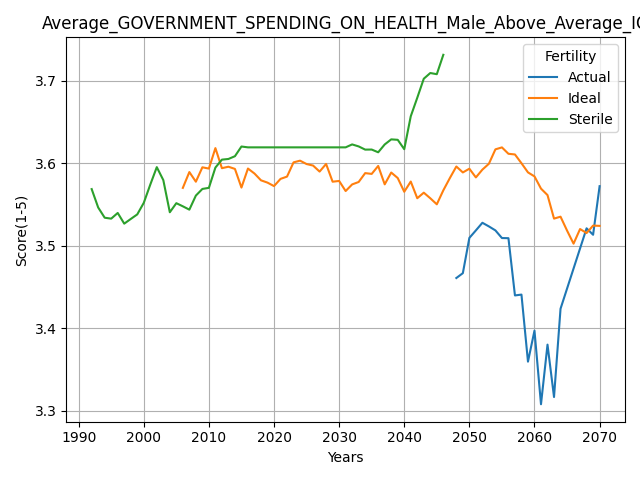 Average_GOVERNMENT_SPENDING_ON_HEALTH_Male_Above_Average_IQ
Fertility
Actual
Ideal
Sterile
Score(1-5)
3.7
3.6
3.5
3.4
3.3
1990 2000 2010 2020 2030 2040 2050 2060 2070
Years